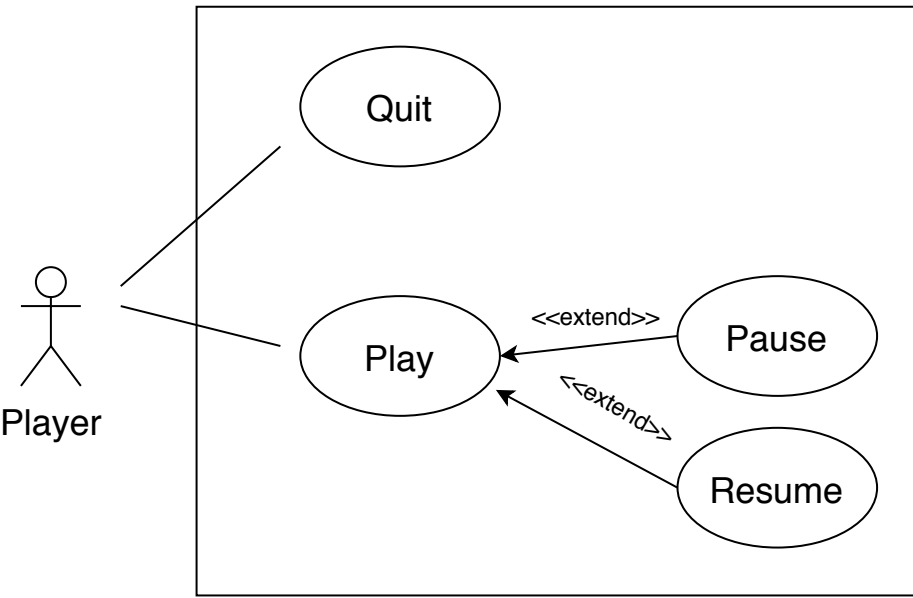 Quit
Play
<<extend>>
Pause
<<extend>>
Resume
Player